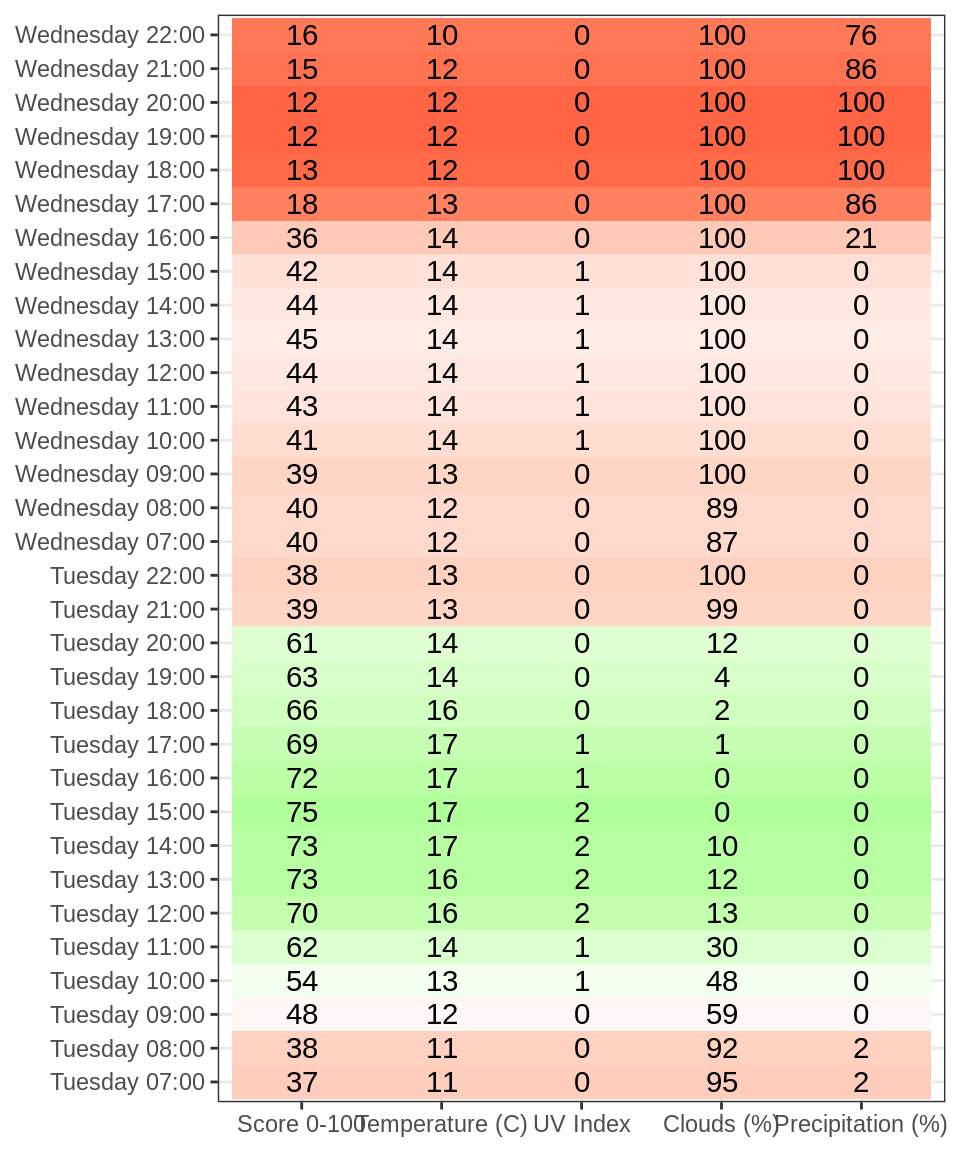 Wednesday 22:00 16 10 0 100 76
Wednesday 21:00 15 12 0 100 86
Wednesday 20:00 12 12 0 100 100
Wednesday 19:00 12 12 0 100 100
Wednesday 18:00 13 12 0 100 100
Wednesday 17:00 18 13 0 100 86
Wednesday 16:00 36 14 0 100 21
Wednesday 15:00 42 14 1 100 0
Wednesday 14:00 44 14 1 100 0
Wednesday 13:00 45 14 1 100 0
Wednesday 12:00 44 14 1 100 0
Wednesday 11:00 43 14 1 100 0
Wednesday 10:00 41 14 1 100 0
Wednesday 09:00 39 13 0 100 0
Wednesday 08:00 40 12 0 89 0
Wednesday 07:00 40 12 0 87 0
Tuesday 22:00 38 13 0 100 0
Tuesday 21:00 39 13 0 99 0
Tuesday 20:00 61 14 0 12 0
Tuesday 19:00 63 14 0 4 0
Tuesday 18:00 66 16 0 2 0
Tuesday 17:00 69 17 1 1 0
Tuesday 16:00 72 17 1 0 0
Tuesday 15:00 75 17 2 0 0
Tuesday 14:00 73 17 2 10 0
Tuesday 13:00 73 16 2 12 0
Tuesday 12:00 70 16 2 13 0
Tuesday 11:00 62 14 1 30 0
Tuesday 10:00 54 13 1 48 0
Tuesday 09:00 48 12 0 59 0
Tuesday 08:00 38 11 0 92 2
Tuesday 07:00 37 11 0 95 2
Score 0-100 Temperature (C) UV Index Clouds (%) Precipitation (%)